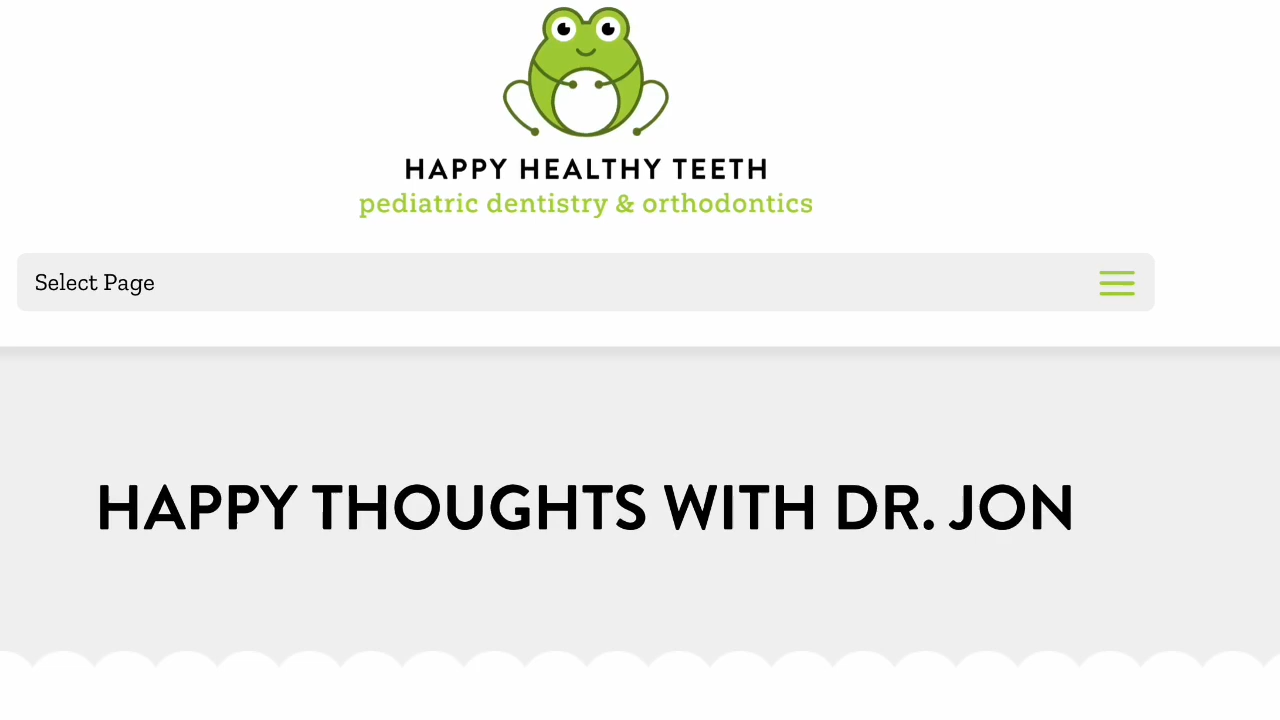 HAPPY HEALTHY TEETH
pediatric dentistry & orthodontics
Select Page
HAPPY THOUGHTS WITH DR. JON